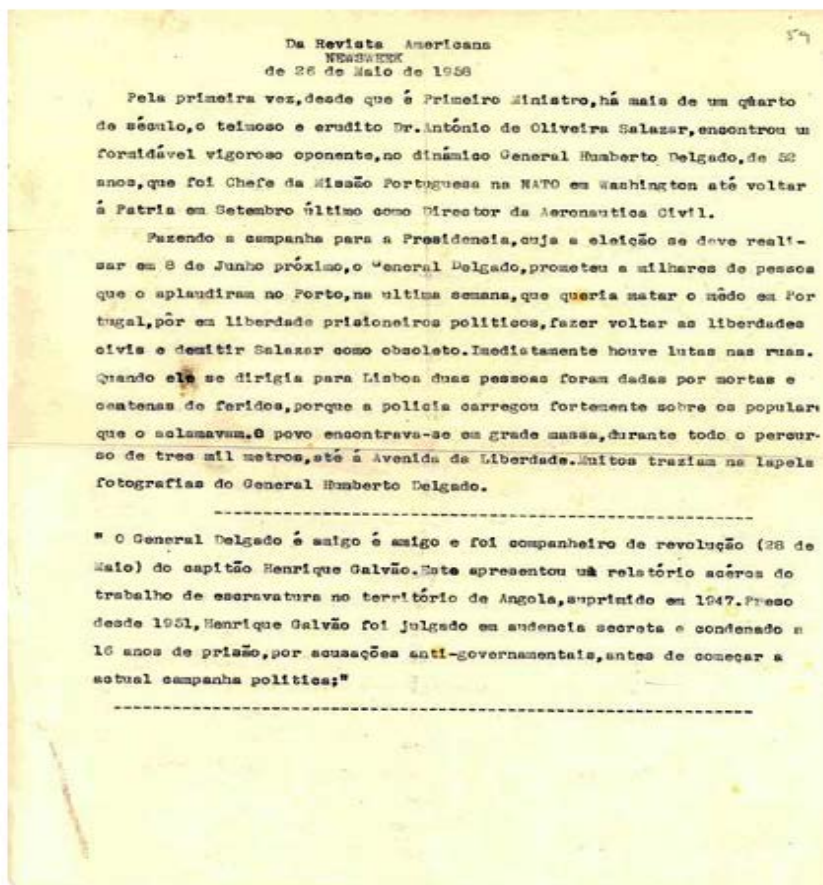 59
Da Revista Americana
NEWSWEEK
de 26 de Maio de 1958
Pela primeira vez,desde que é Primeiro Ministro,há mais de um quarto
de século,o teimoso e erudito Dr.António de Oliveira Salazar,encontrou um
formidável vigoroso oponente,no dinámico General Humberto Delgado,de 52
anos,que foi Chefe da Missão Portuguesa na NATO em Washington até voltar
á Patria em Setembro último como Director da Aeronautica Civil.
Fazendo a campanha para a Presidencia,cuja a eleição se deve reali-
sar em 8 de Junho próximo,o General Delgado,prometeu a milhares de pessoa
que o aplaudiram no Porto,na ultima semana,que queria matar o mêdo em Por
tugal,pôr em liberdade prisioneiros politicos,fazer voltar as liberdades
civis e demitir Salazar como obsoleto.Imediatamente houve lutas nas ruas.
Quando ele se dirigia para Lisboa duas pessoas foram dadas por mortas e
centenas de feridos,porque a policia carregou fortemente sobre os popular
que o aclamavam.O povo encontrava-se em grade massa,durante todo o percur-
so de tres mil metros,até á Avenida da Liberdade.Muitos traziam na lapela
fotografias do General Humberto Delgado.
" O General Delgado é amigo é amigo e foi companheiro de revolução (28 de
Maio) do capitão Henrique Galvão.Este apresentou um relatório acêrca do
trabalho de escravatura no território de Angola,suprimido em 1947.Preso
desde 1951,Henrique Galvão foi julgado em audencia secreta e condenado a
16 anos de prisão,por acusações anti-governamentais,antes de começar a
actual campanha politica;"